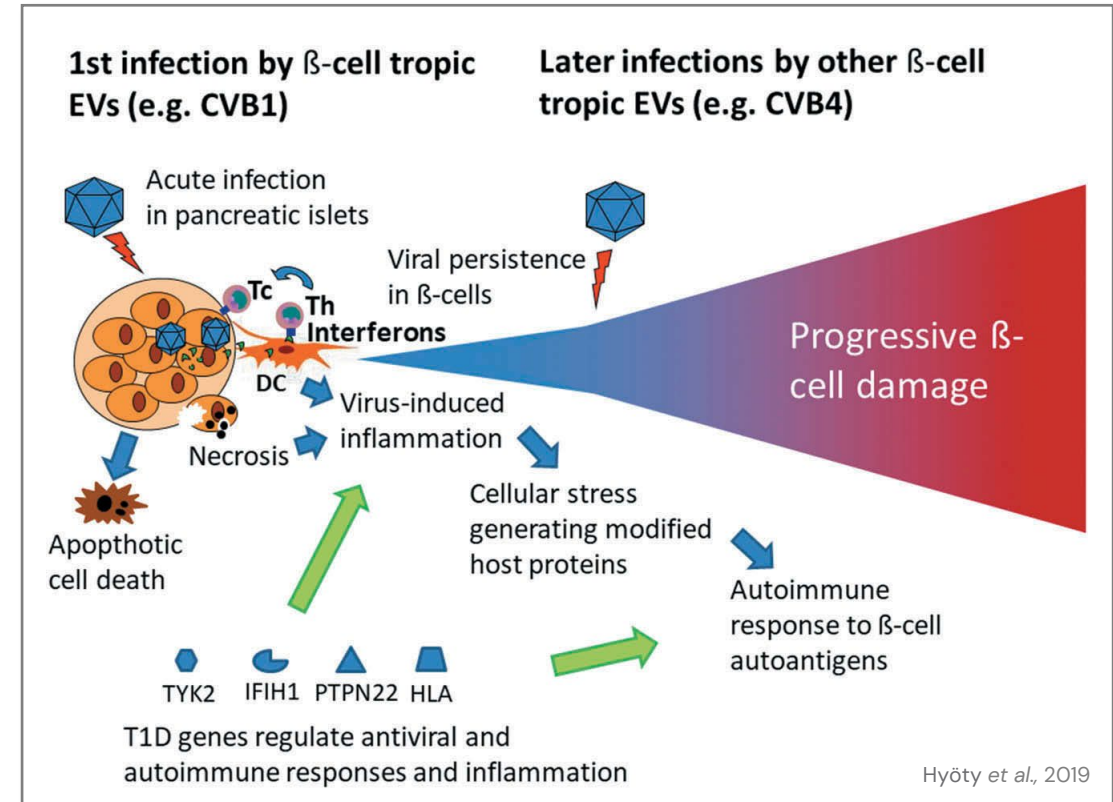 1st infection by ß-cell tropic
EVs (e.g. CVB1)
Later infections by other ß-cell
tropic EVs (e.g. CVB4)
Acute infection
in pancreatic islets
Viral persistence
in ß-cells
Tc
Th
Interferons
DC
Progressive ß-
cell damage
Virus-induced
inflammation
Necrosis
Cellular stress
generating modified
host proteins
Apopthotic
cell death
Autoimmune
response to ß-cell
autoantigens
TYK2 IFIH1 PTPN22 HLA
T1D genes regulate antiviral and
autoimmune responses and inflammation
Hyöty et al., 2019